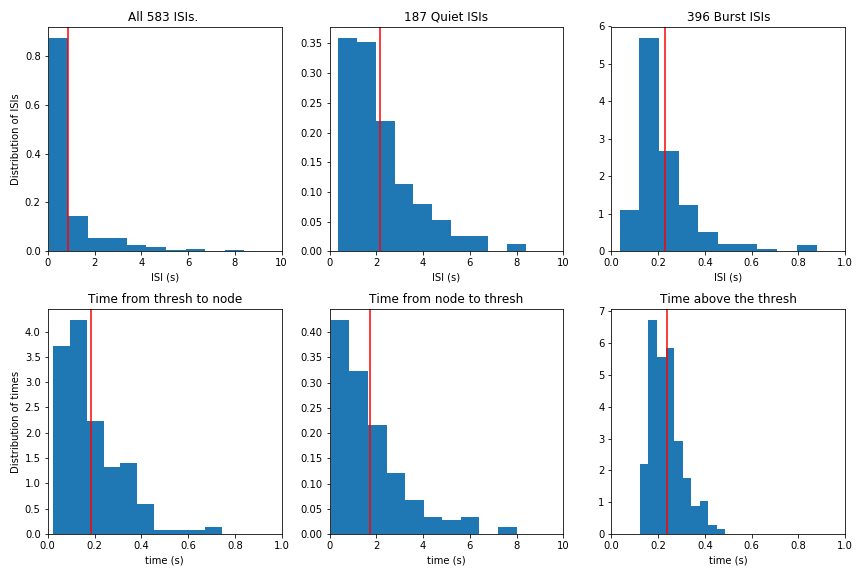 All 583 ISIs.
187 Quiet ISIs
396 Burst ISIs
Distribution of ISIs
0.8
0.6
0.4
0.2
0.0
0 2 4 6 8 10
ISI (s)
0.35
0.30
0.25
0.20
0.15
0.10
0.05
0.00
0 2 4 6 8 10
ISI (s)
6
5
4
3
2
1
0
0.0 0.2 0.4 0.6 0.8 1.0
ISI (s)
Time from thresh to node
Time from node to thresh
Time above the thresh
Distribution of times
4.0
3.5
3.0
2.5
2.0
1.5
1.0
0.5
0.0
0.0 0.2 0.4 0.6 0.8 1.0
time (s)
0.40
0.35
0.30
0.25
0.20
0.15
0.10
0.05
0.00
0 2 4 6 8 10
time (s)
7
6
5
4
3
2
1
0
0.0 0.2 0.4 0.6 0.8 1.0
time (s)